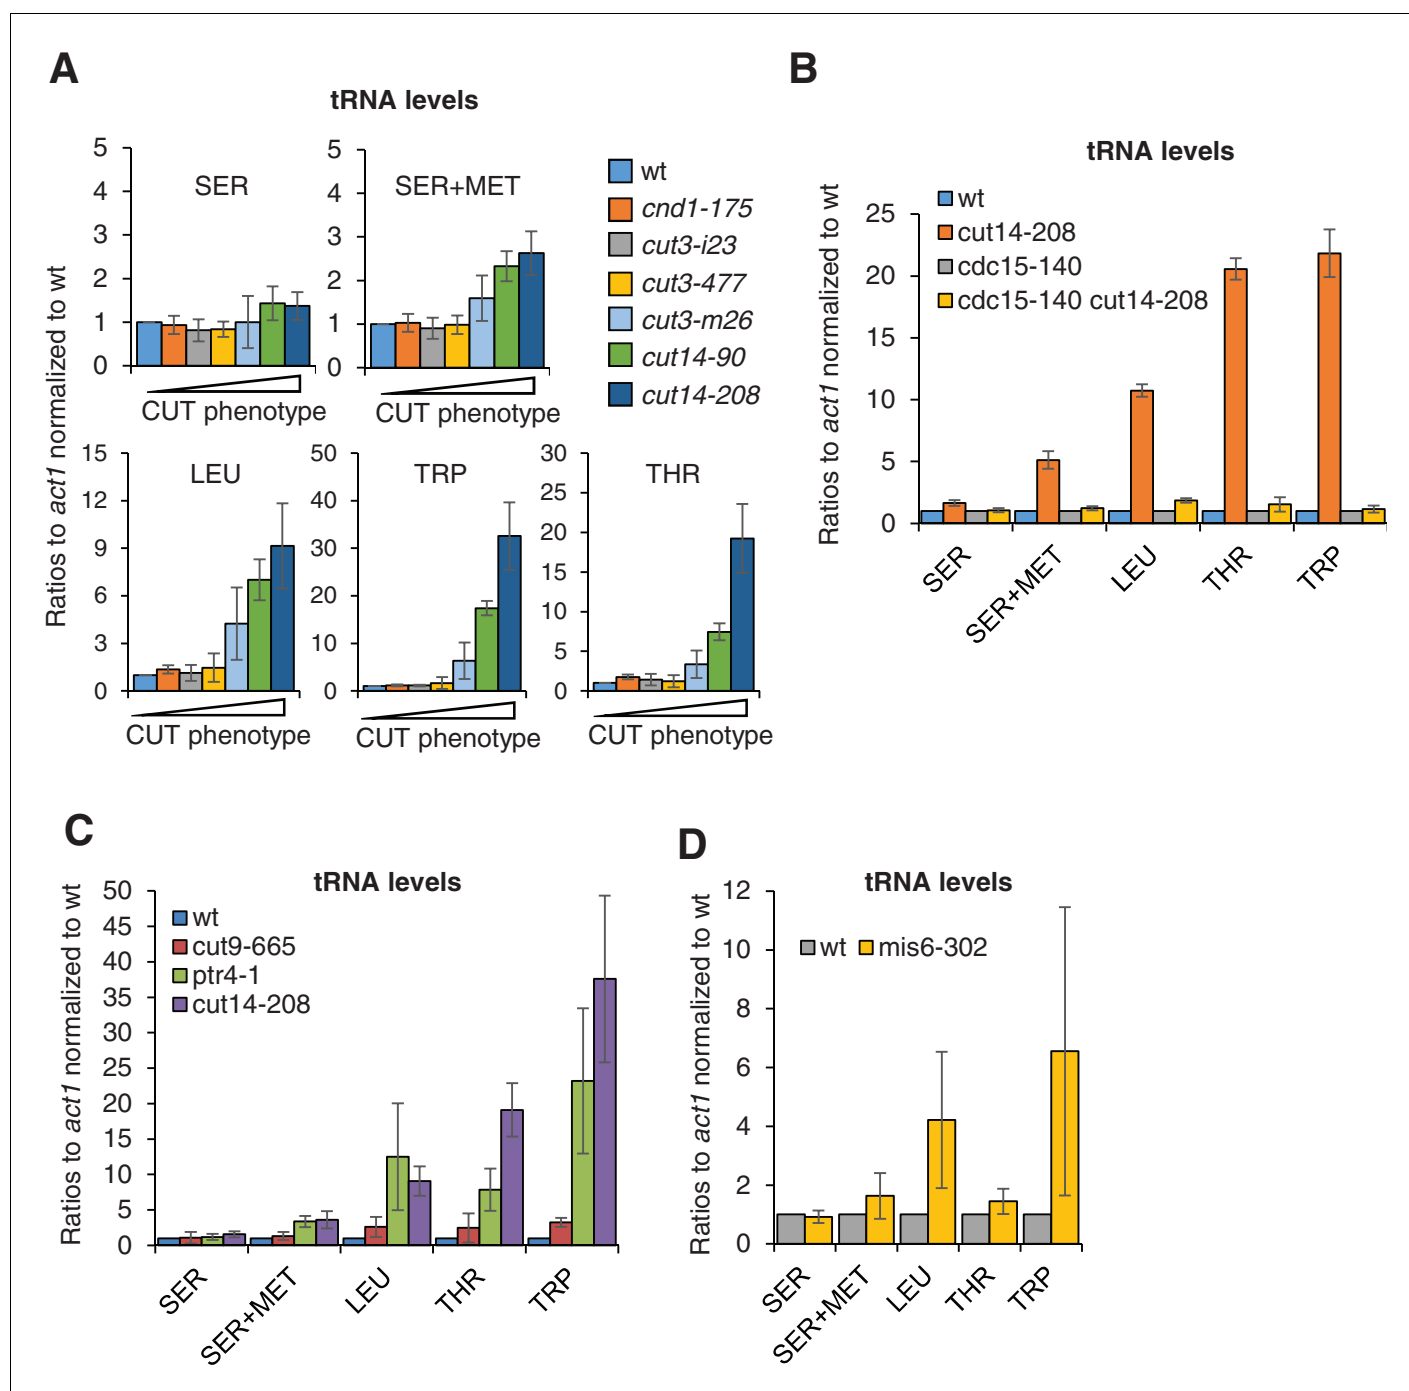 A
tRNA levels
Ratios to act1 normalized to wt
5
4
3
2
1
0
SER
CUT phenotype
5
4
3
2
1
0
SER+MET
CUT phenotype
wt
cnd1-175
cut3-i23
cut3-477
cut3-m26
cut14-90
cut14-208
15
12
9
6
3
0
LEU
CUT phenotype
50
40
30
20
10
0
TRP
CUT phenotype
30
25
20
15
10
5
0
THR
CUT phenotype
B
tRNA levels
Ratios to act1 normalized to wt
25
20
15
10
5
0
wt
cut14-208
cdc15-140
cdc15-140 cut14-208
SER
SER+MET
LEU
THR
TRP
C
tRNA levels
Ratios to act1 normalized to wt
50
45
40
35
30
25
20
15
10
5
0
wt
cut9-665
ptr4-1
cut14-208
SER
SER+MET
LEU
THR
TRP
D
tRNA levels
Ratios to act1 normalized to wt
12
10
8
6
4
2
0
wt mis6-302
SER
SER+MET
LEU
THR
TRP